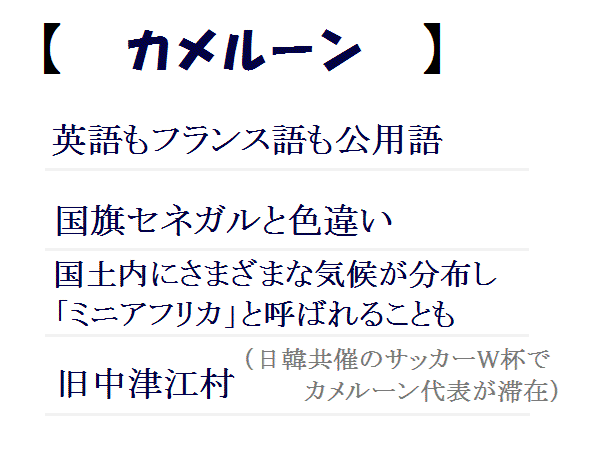 【 カメルーン 】
英語もフランス語も公用語
国旗セネガルと色違い
国土内にさまざまな気候が分布し
「ミニアフリカ」と呼ばれることも
旧中津江村
（日韓共催のサッカーW杯で
カメルーン代表が滞在）